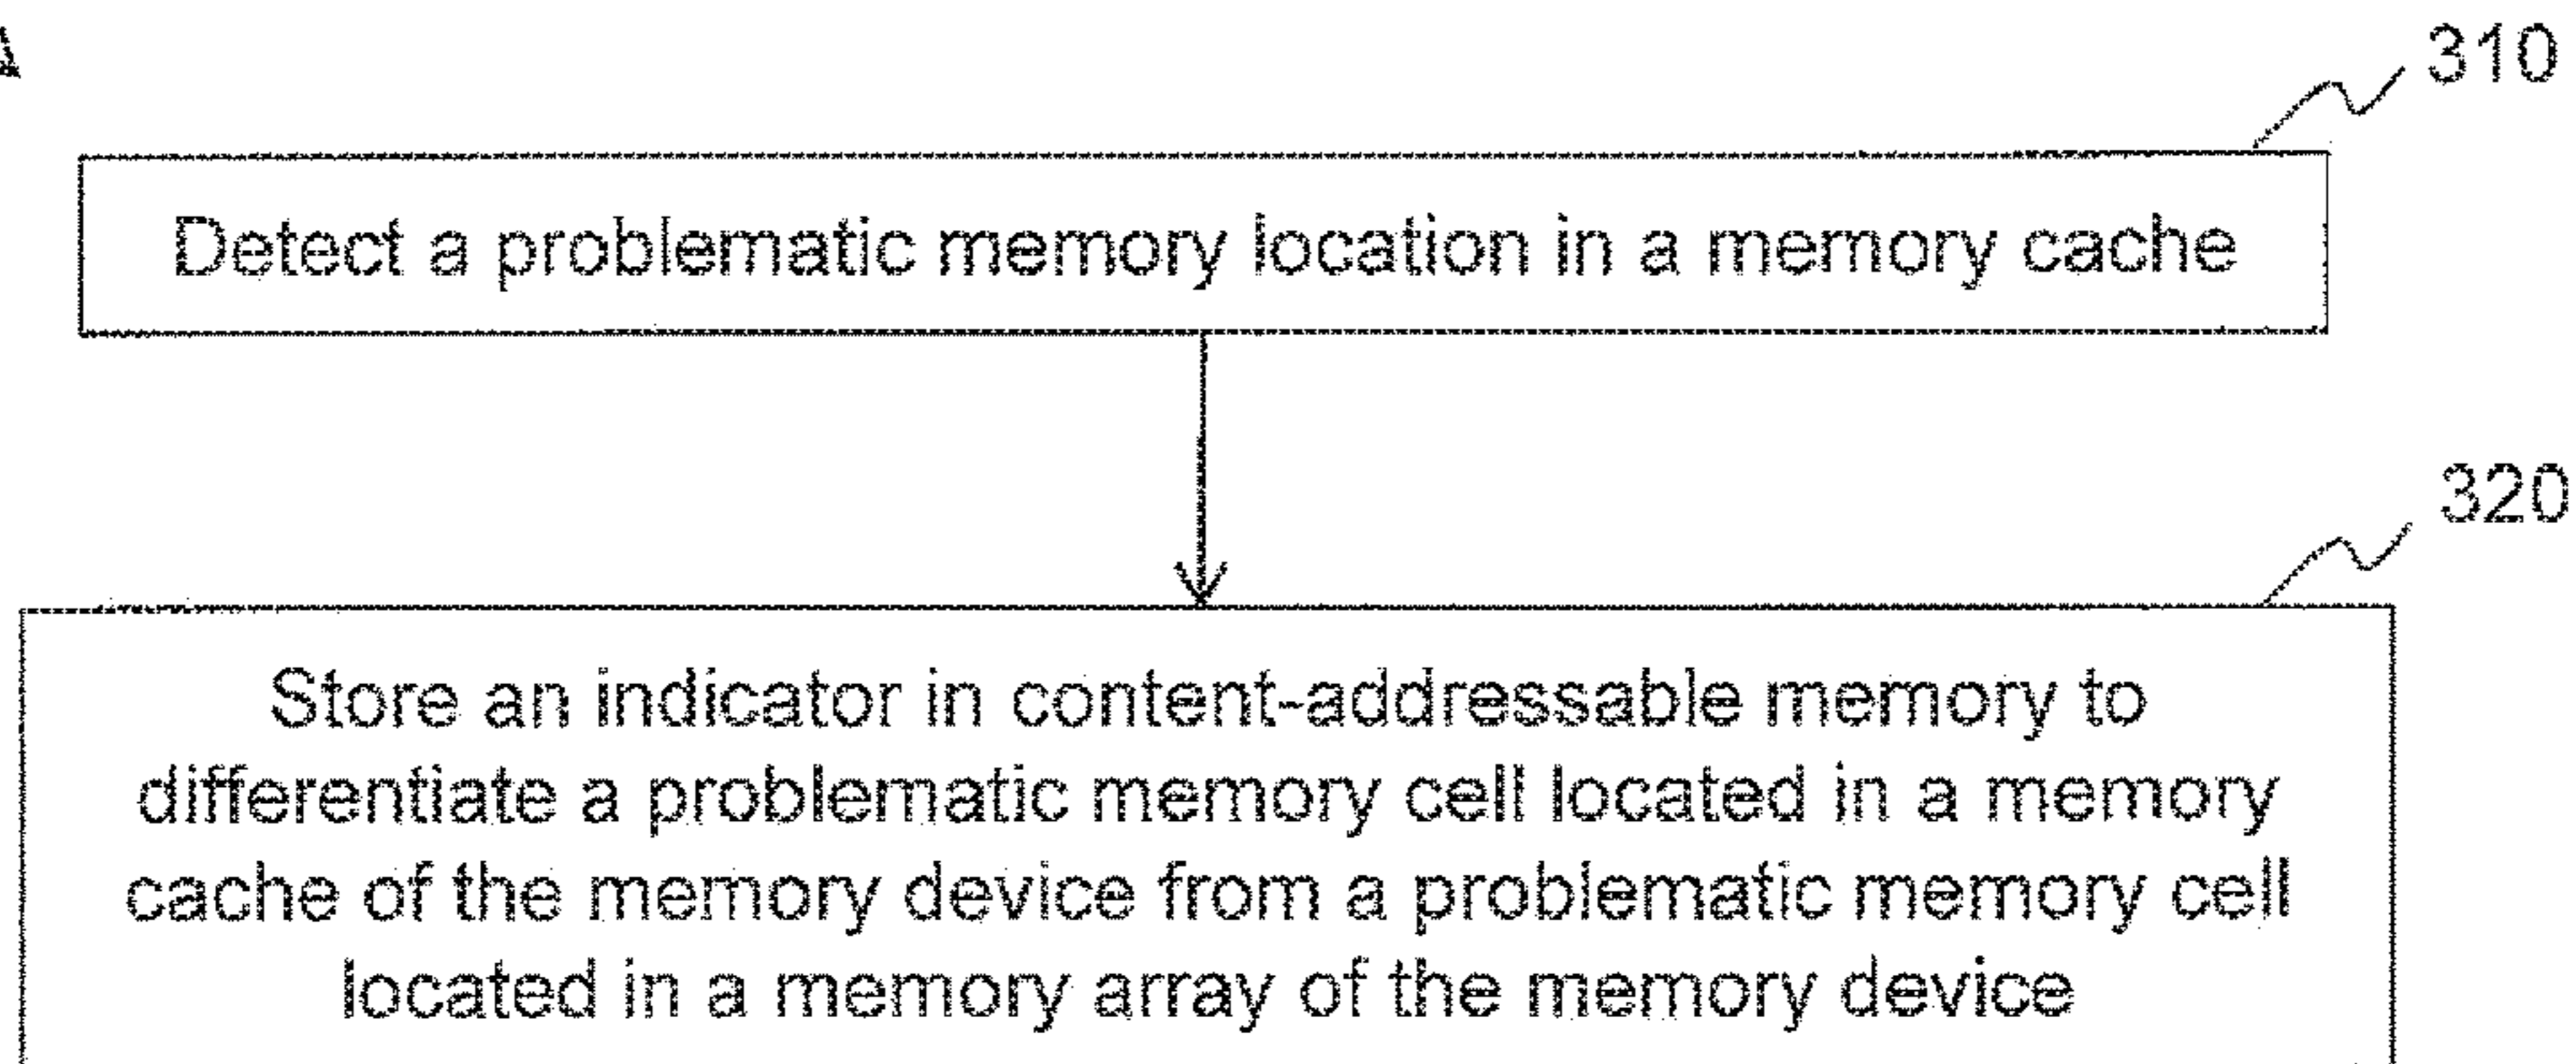 310
Detect a problematic memory location in a memory cache
320
Store an indicator in content-addressable memory to
differentiate a problematic memory cell located in a memory
cache of the memory device from a problematic memory cell
located in a memory array of the memory device